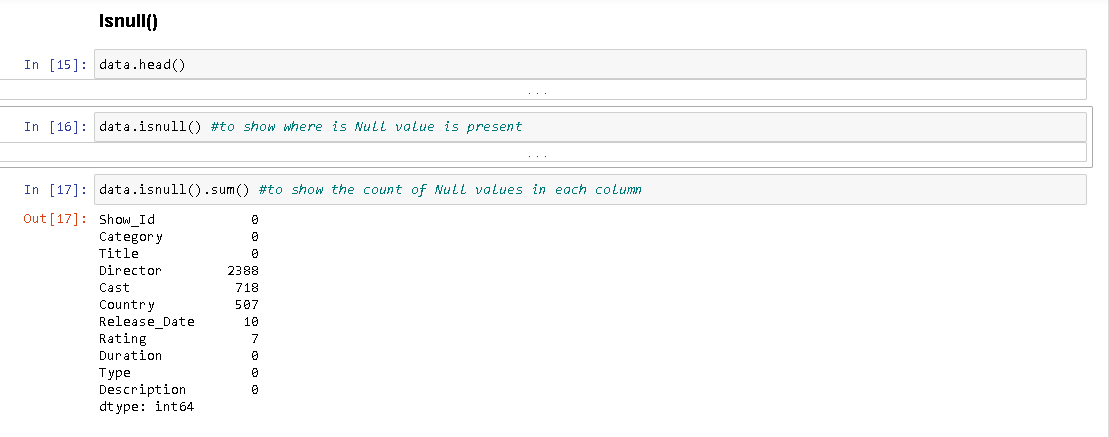 Isnull()
In [15]: data.head()
...
In [16]: data.isnull() #to show where is Null value is present
...
In [17]: data.isnull().sum() #to show the count of Null values in each column
Out[17]: Show_Id 0
Category 0
Title 0
Director 2388
Cast 718
Country 507
Release_Date 10
Rating 7
Duration 0
Type 0
Description 0
dtype: int64